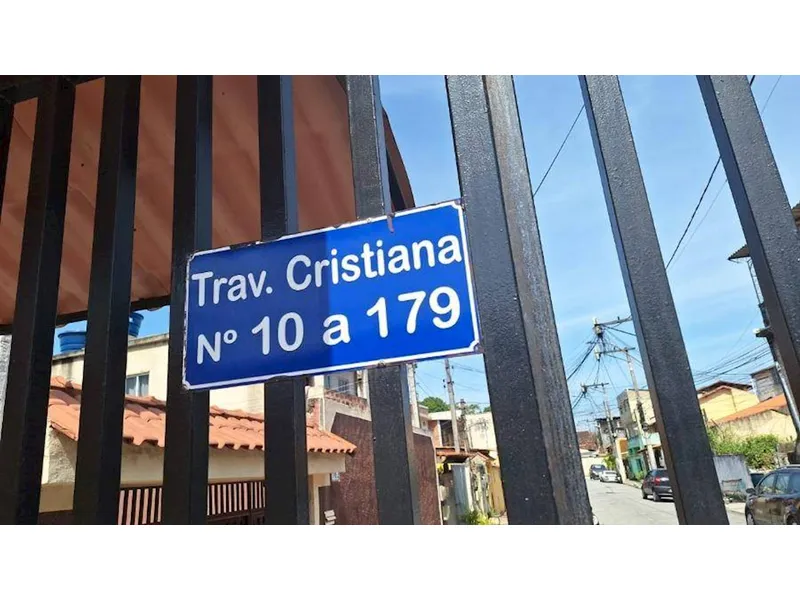 Trav. Cristiana
Nº 10 a 179